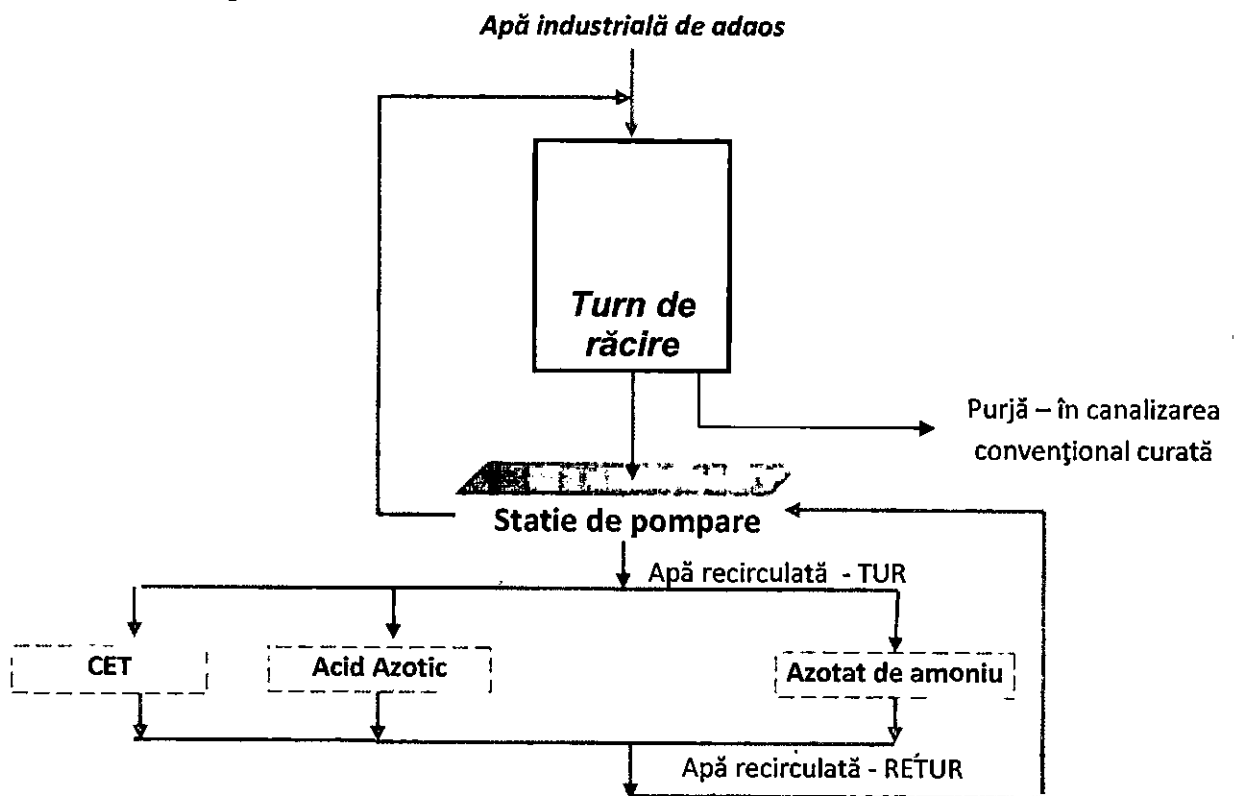 Apă industrială de adaos
Turn de
răcire
Purjă – în canalizarea
convenţional curată
Statie de pompare
Apă recirculată - TUR
CET
Acid Azotic
Azotat de amoniu
Apă recirculată - RETUR